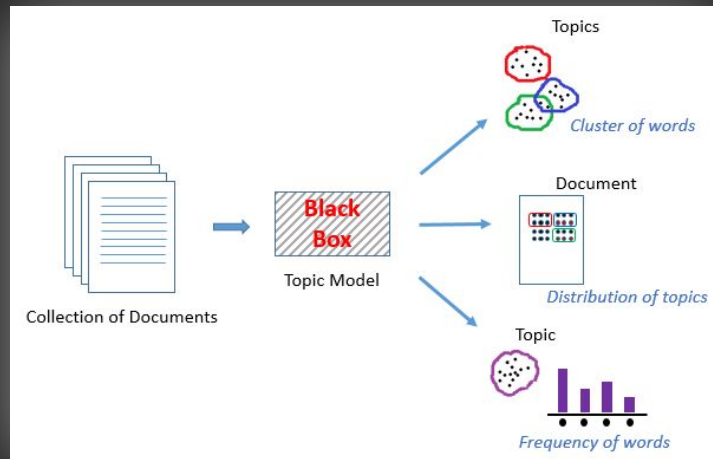 Topics
Cluster of words
Black
Box
Topic Model
Collection of Documents
Document
Distribution of topics
Topic
Frequency of words